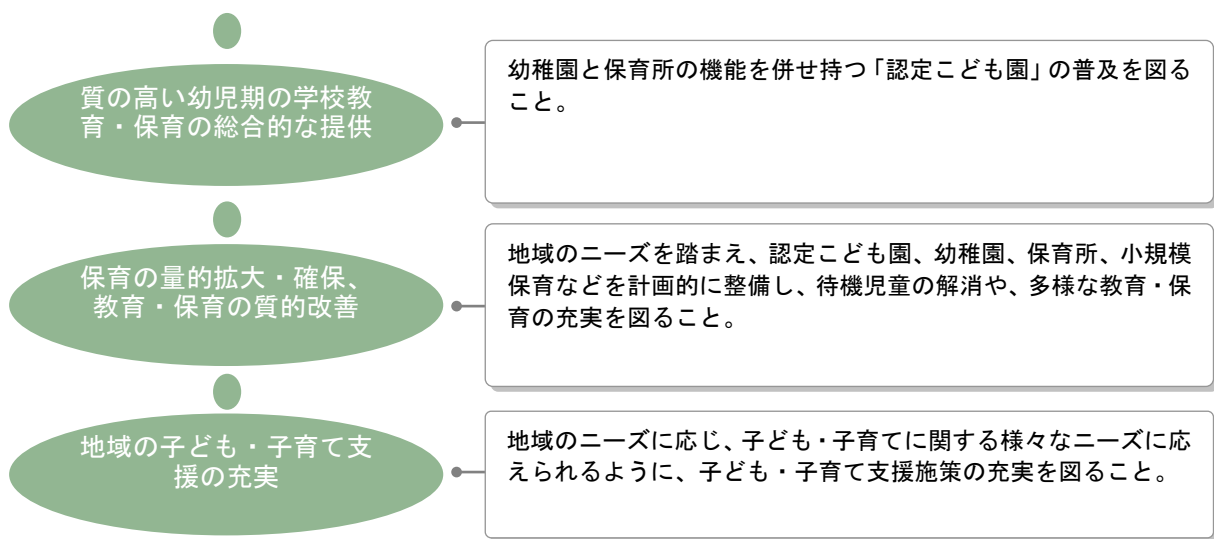 質の高い幼児期の学校教
育・保育の総合的な提供
幼稚園と保育所の機能を併せ持つ「認定こども園」の普及を図る
こと。
保育の量的拡大・確保、
教育・保育の質的改善
地域のニーズを踏まえ、認定こども園、幼稚園、保育所、小規模
保育などを計画的に整備し、待機児童の解消や、多様な教育・保
育の充実を図ること。
地域の子ども・子育て支
援の充実
地域のニーズに応じ、子ども・子育てに関する様々なニーズに応
えられるように、子ども・子育て支援施策の充実を図ること。